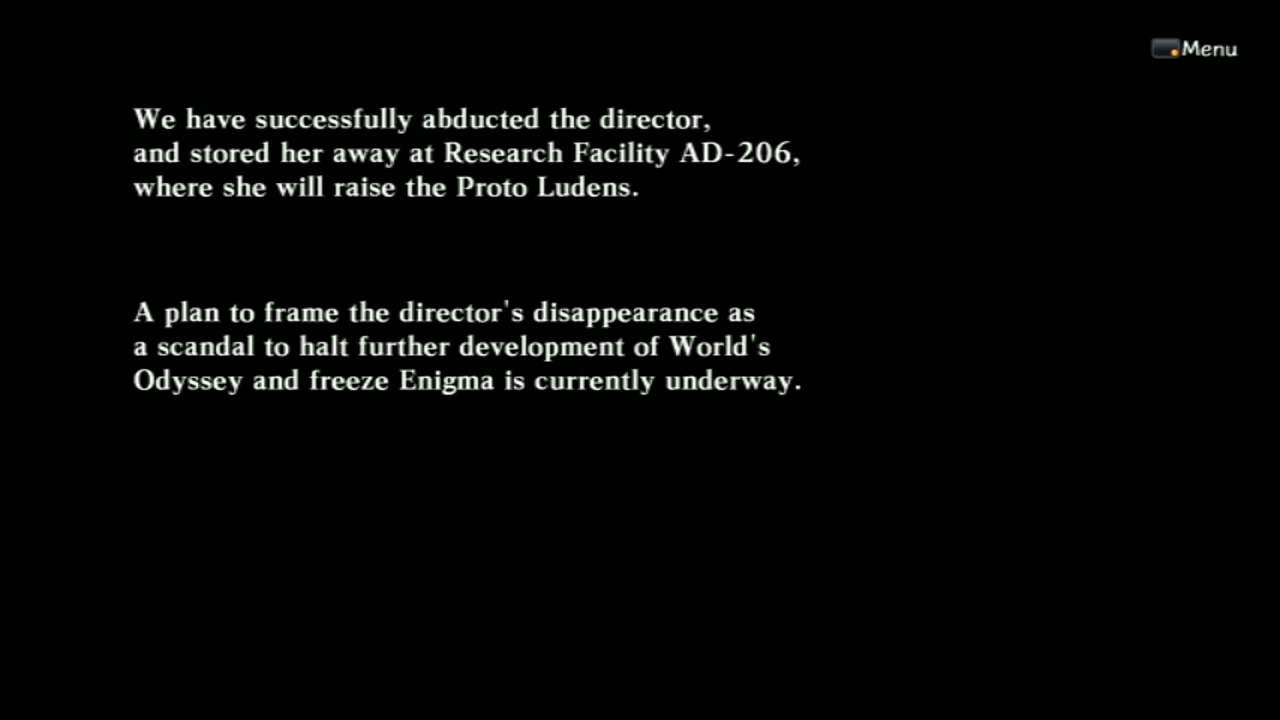 Menu
We have successfully abducted the director,
and stored her away at Research Facility AD-206,
where she will raise the Proto Ludens.
A plan to frame the director's disappearance as
a scandal to halt further development of World's
Odyssey and freeze Enigma is currently underway.